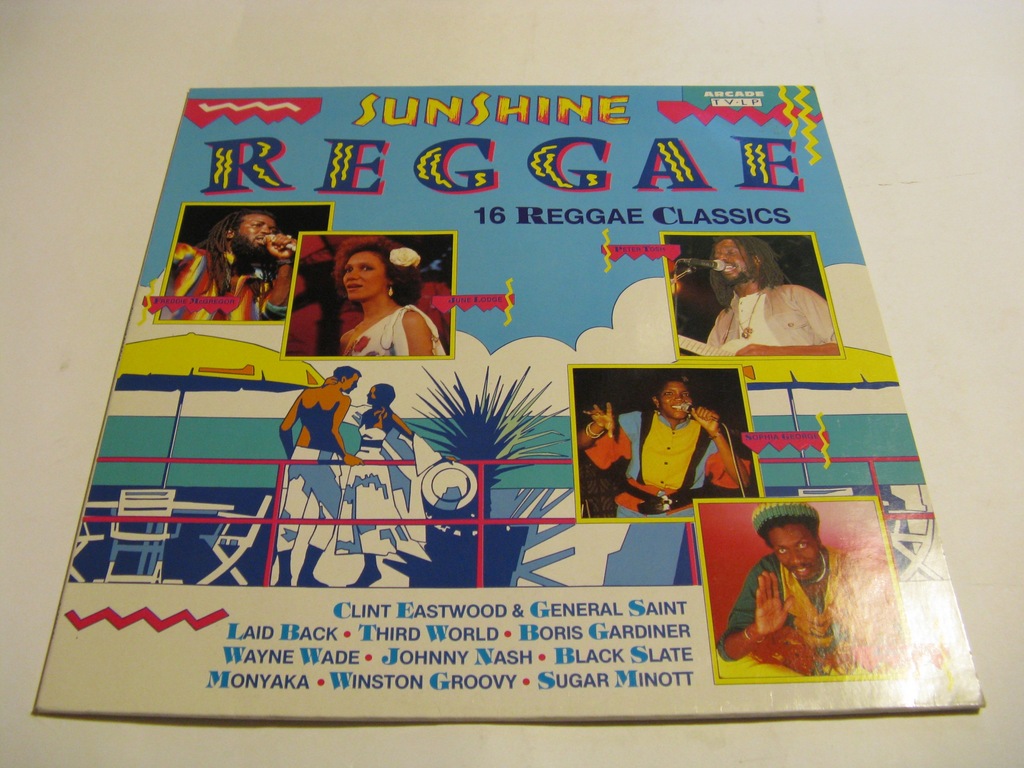 ARCADE
TV•LP
SUNSHINE
REGGAE
16 REGGAE CLASSICS
FREDDIE MCGREGOR
JUNE LODGE
PETER TOSH
SOPHIA GEORGE
CLINT EASTWOOD & GENERAL SAINT
LAID BACK • THIRD WORLD • BORIS GARDINER
WAYNE WADE • JOHNNY NASH • BLACK SLATE
MONYAKA • WINSTON GROOVY • SUGAR MINOTT